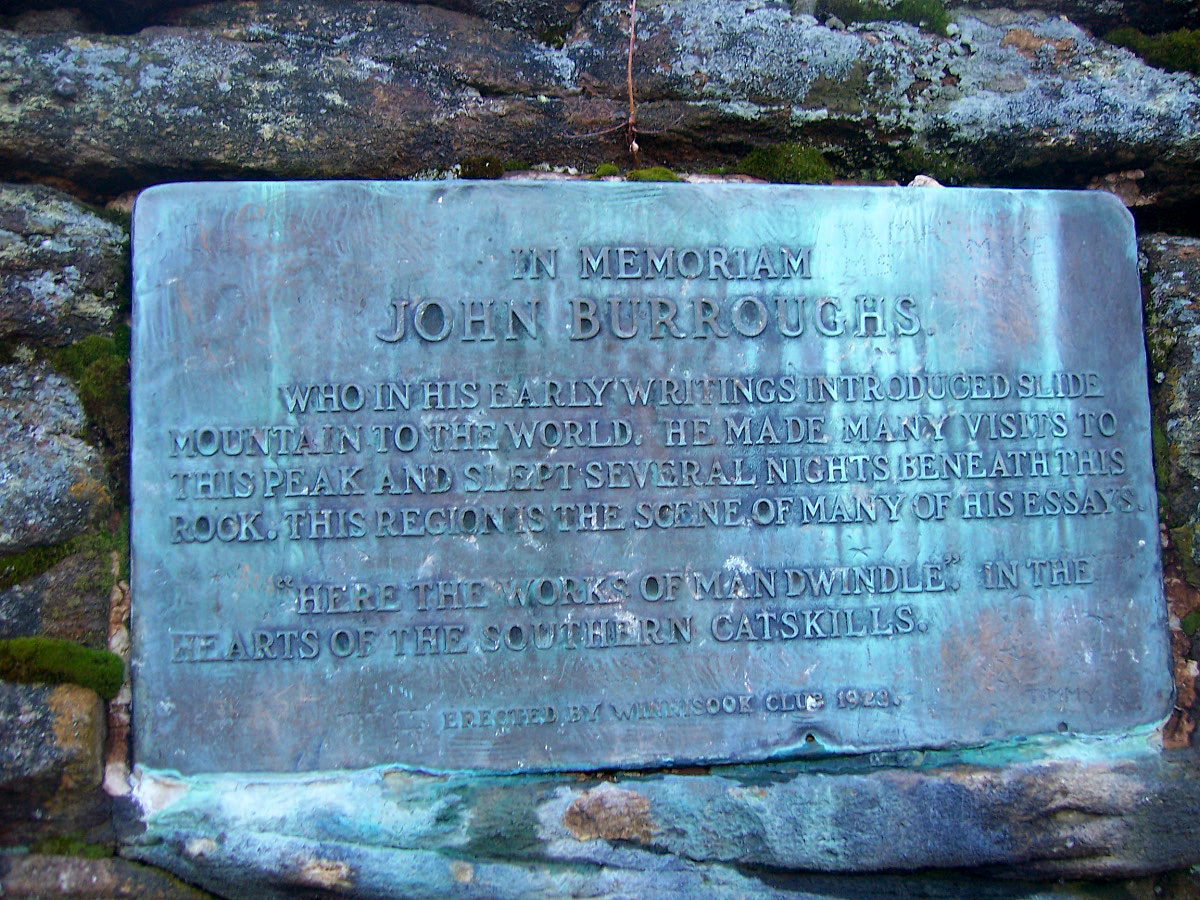 IN MEMORIAM
JOHN BURROUGHS.
WHO IN HIS EARLY WRITINGS INTRODUCED SLIDE
MOUNTAIN TO THE WORLD. HE MADE MANY VISITS TO
THIS PEAK AND SLEPT SEVERAL NIGHTS BENEATH THIS
ROCK. THIS REGION IS THE SCENE OF MANY OF HIS ESSAYS.
"HERE THE WORKS OF MAN DWINDLE." IN THE
HEARTS OF THE SOUTHERN CATSKILLS.
ERECTED BY WINNISOOK CLUB 1923.
MIKE